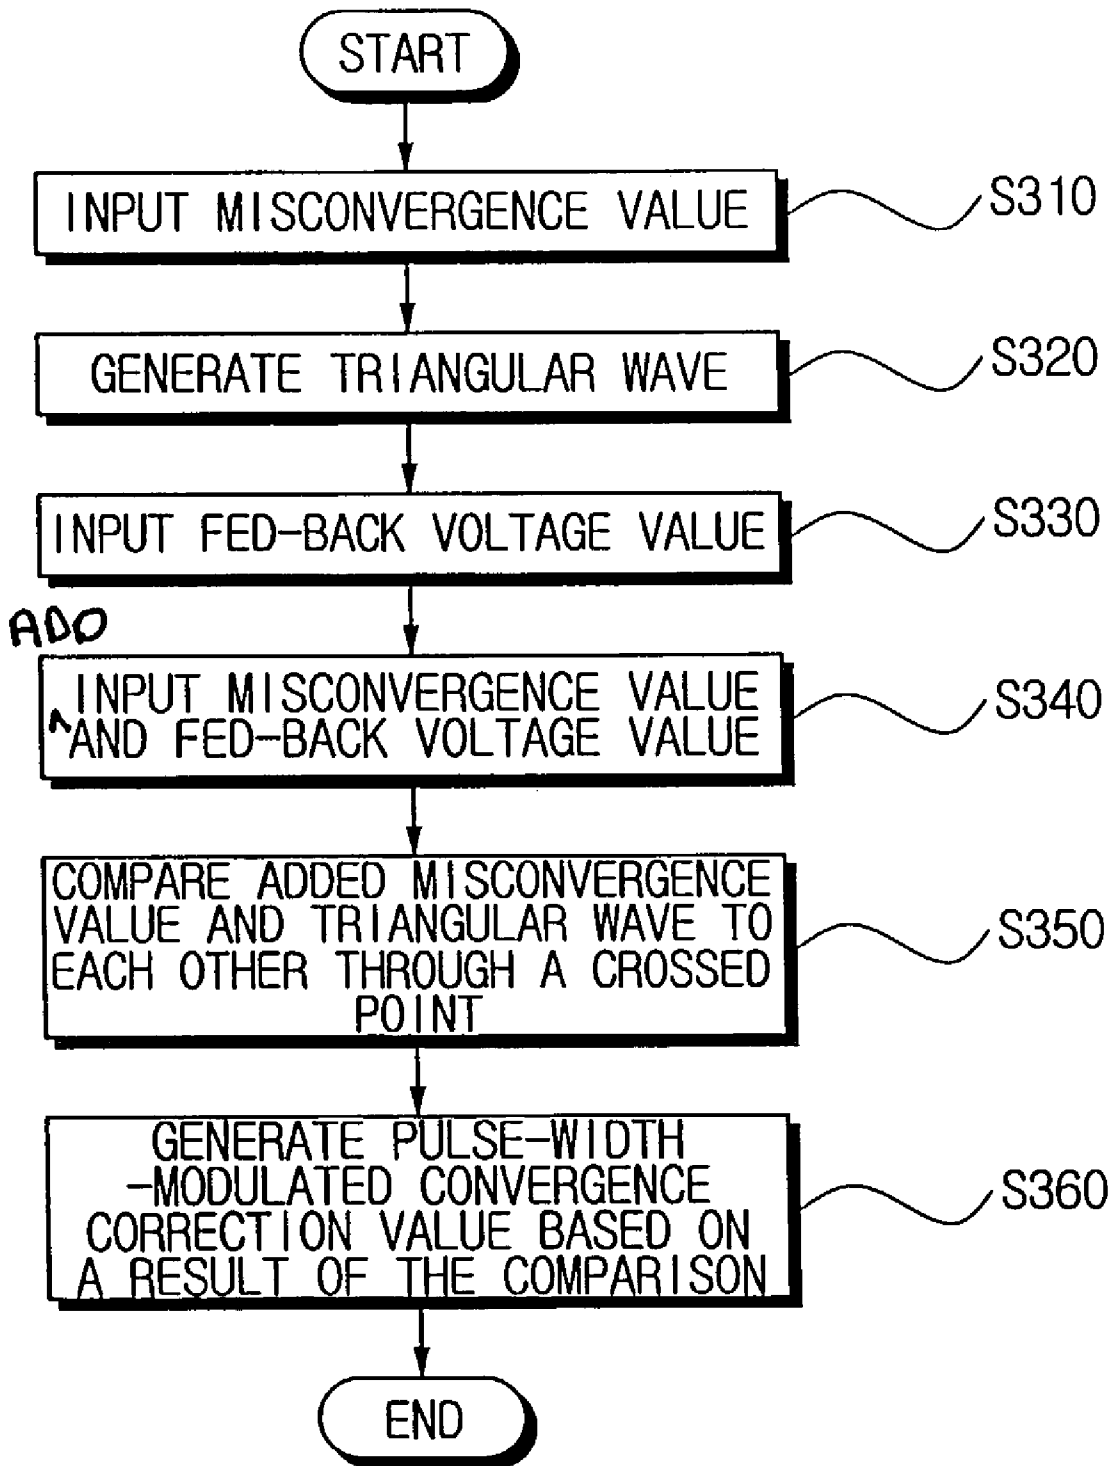 START
INPUT MISCONVERGENCE VALUE
S310
GENERATE TRIANGULAR WAVE
S320
INPUT FED-BACK VOLTAGE VALUE
S330
ADD
INPUT MISCONVERGENCE VALUE
^AND FED-BACK VOLTAGE VALUE
S340
COMPARE ADDED MISCONVERGENCE
VALUE AND TRIANGULAR WAVE TO
EACH OTHER THROUGH A CROSSED
POINT
S350
GENERATE PULSE-WIDTH
-MODULATED CONVERGENCE
CORRECTION VALUE BASED ON
A RESULT OF THE COMPARISON
S360
END